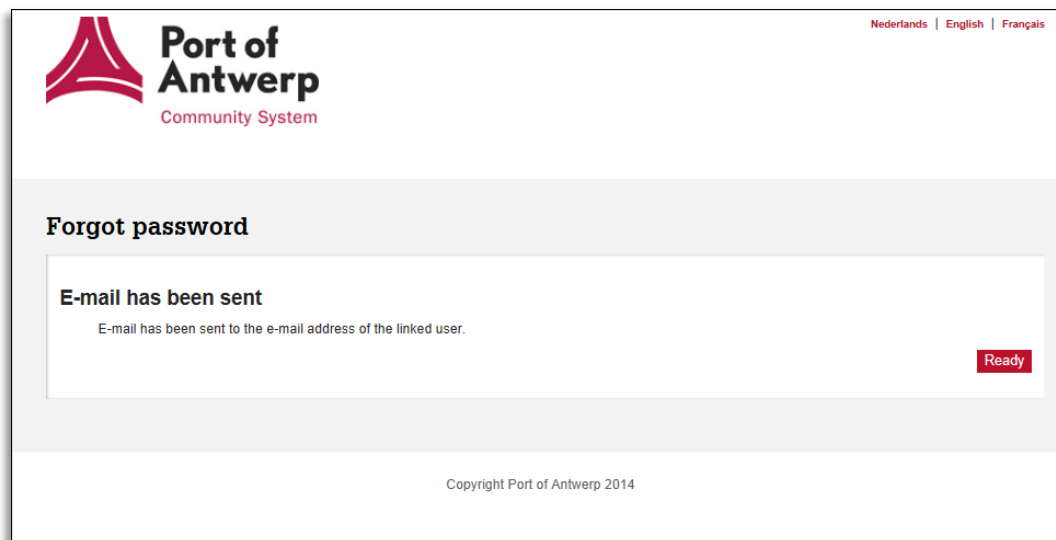 Nederlands | English | Français
Port of
Antwerp
Community System
Forgot password
E-mail has been sent
E-mail has been sent to the e-mail address of the linked user.
Ready
Copyright Port of Antwerp 2014